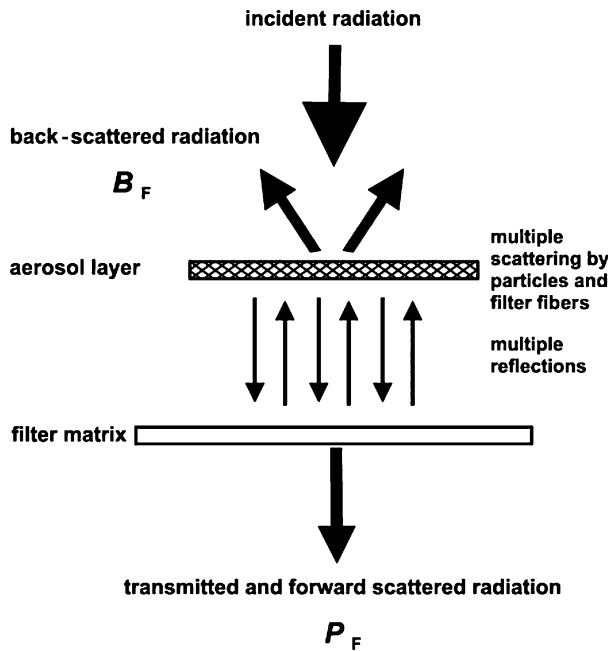 incident radiation
back-scattered radiation
B F
aerosol layer
multiple
scattering by
particles and
filter fibers
multiple
reflections
filter matrix
transmitted and forward scattered radiation
P F